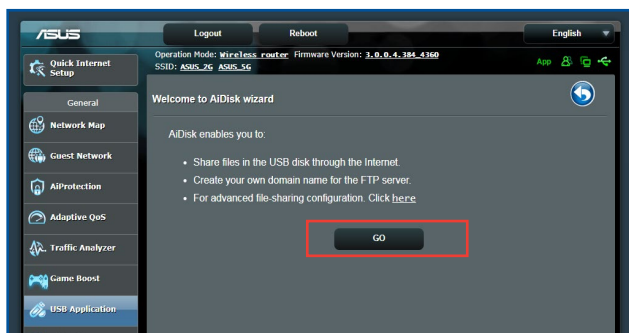 ASUS
Logout
Reboot
English
Quick Internet
Setup
Operation Mode: Wireless router Firmware Version: 3.0.0.4.384_4360
SSID: ASUS_2G ASUS_5G
App
General
Network Map
Guest Network
AiProtection
Adaptive QoS
Traffic Analyzer
Game Boost
USB Application
Welcome to AiDisk wizard
AiDisk enables you to:
• Share files in the USB disk through the Internet.
• Create your own domain name for the FTP server.
• For advanced file-sharing configuration. Click here
GO